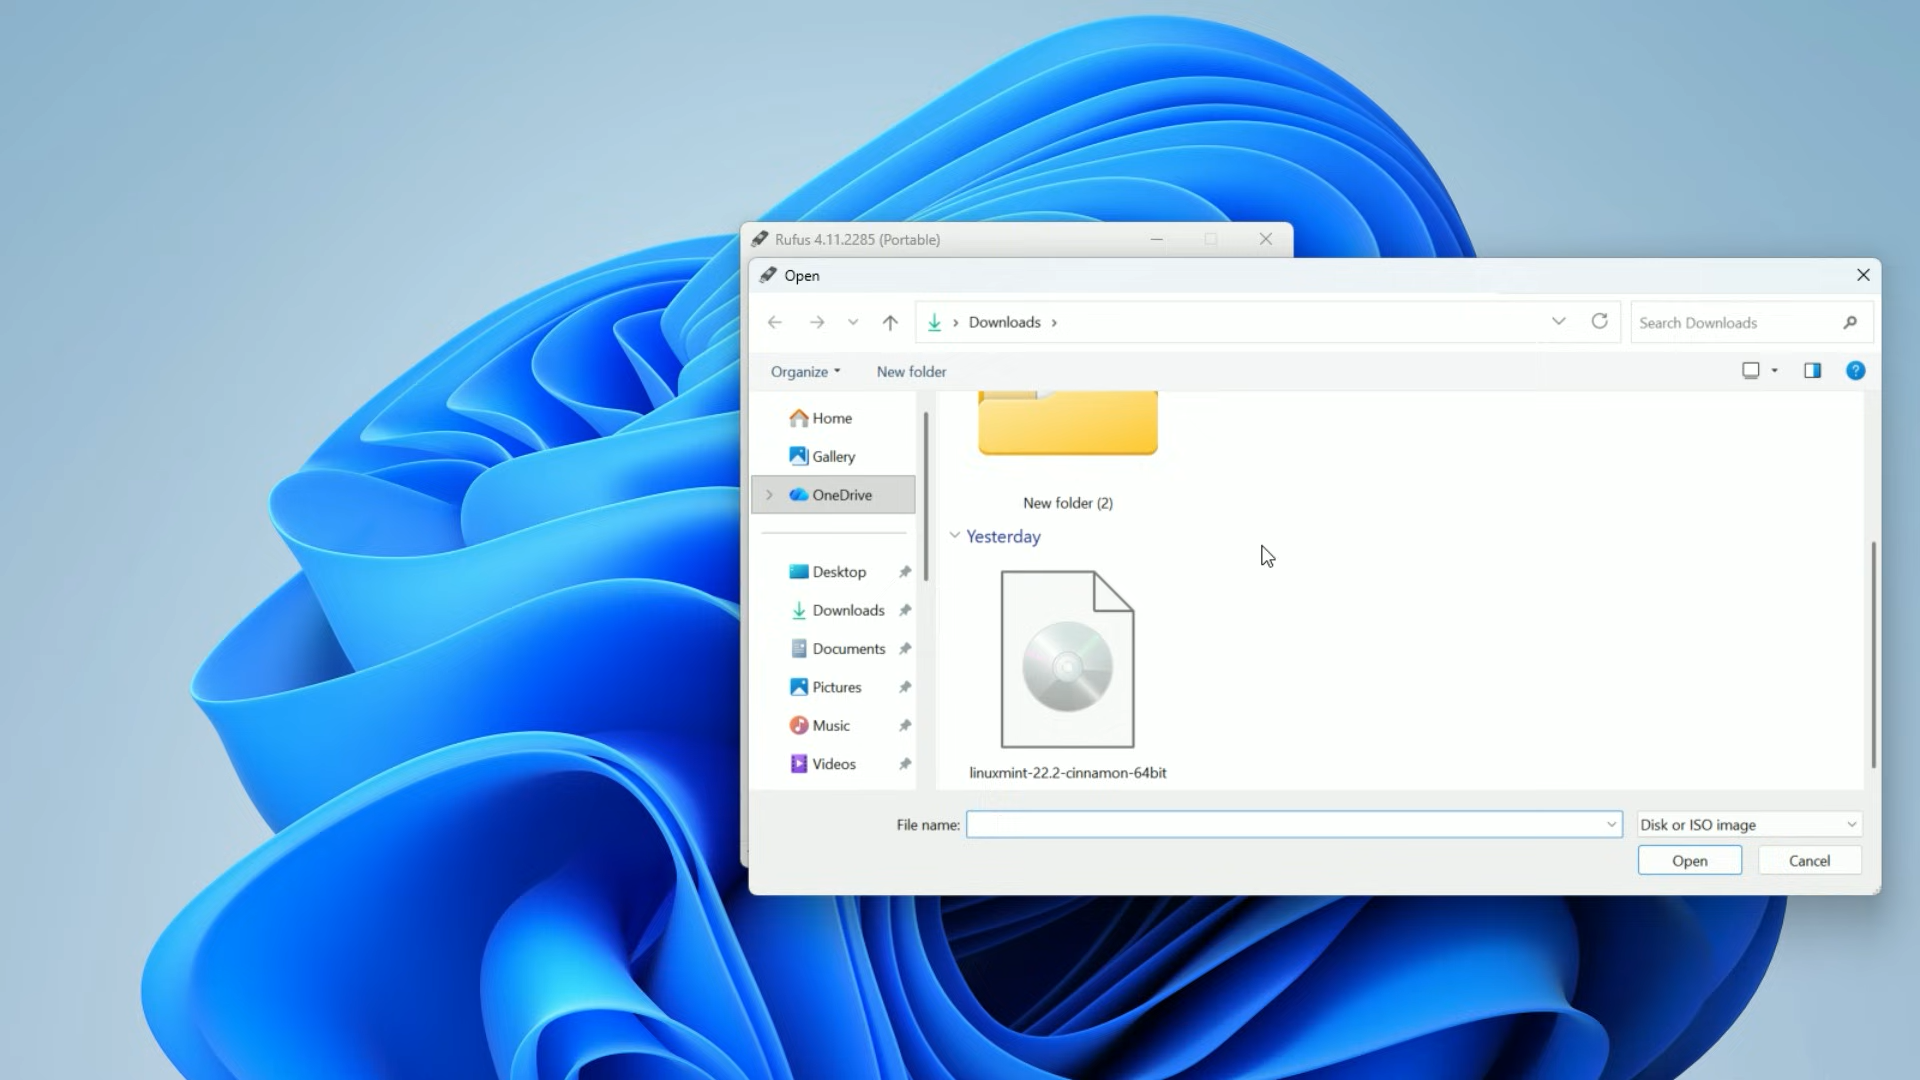 Rufus 4.11.2285 (Portable)
Open
Downloads
Search Downloads
Organize
New folder
?
Home
Gallery
OneDrive
Desktop
Downloads
Documents
Pictures
Music
Videos
New folder (2)
Yesterday
linuxmint-22.2-cinnamon-64bit
File name:
Disk or ISO image
Open
Cancel